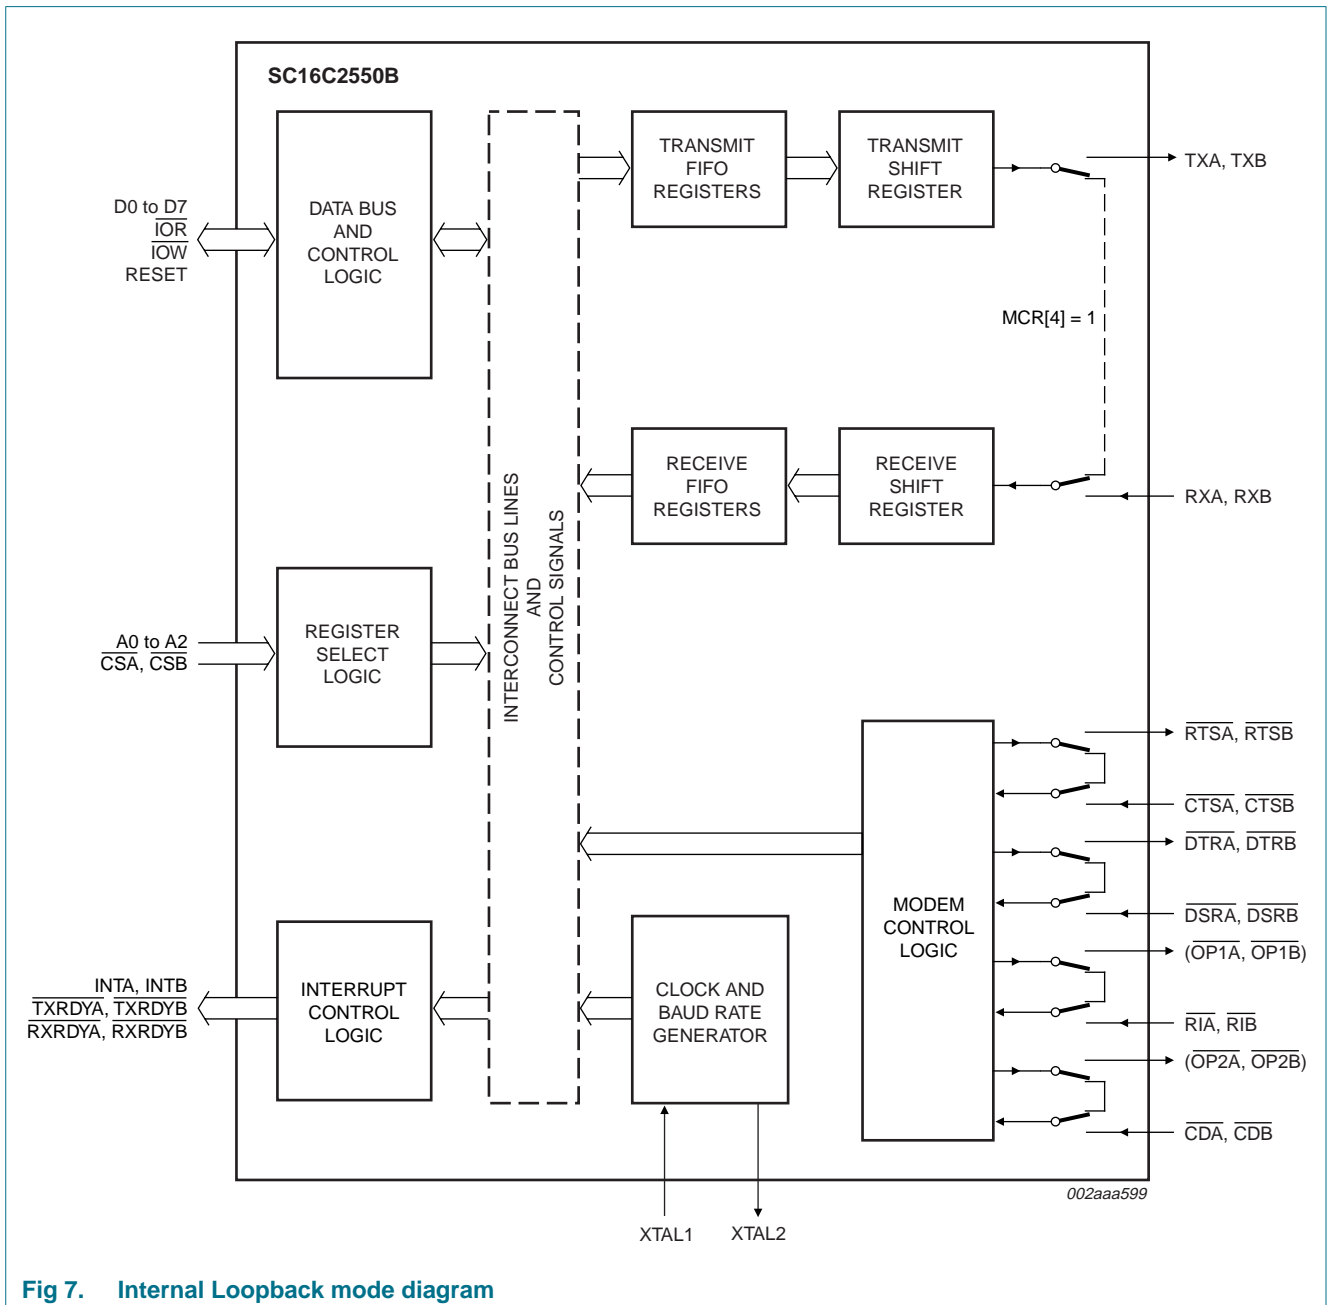 SC16C2550B
D0 to D7
IOR
IOW
RESET
DATA BUS
AND
CONTROL
LOGIC
TRANSMIT
FIFO
REGISTERS
TRANSMIT
SHIFT
REGISTER
TXA, TXB
MCR[4] = 1
RECEIVE
FIFO
REGISTERS
RECEIVE
SHIFT
REGISTER
RXA, RXB
INTERCONNECT BUS LINES
AND
CONTROL SIGNALS
A0 to A2
CSA, CSB
REGISTER
SELECT
LOGIC
MODEM
CONTROL
LOGIC
RTSA, RTSB
CTSA, CTSB
DTRA, DTRB
DSRA, DSRB
(OP1A, OP1B)
RIA, RIB
(OP2A, OP2B)
CDA, CDB
INTA, INTB
TXRDYA, TXRDYB
RXRDYA, RXRDYB
INTERRUPT
CONTROL
LOGIC
CLOCK AND
BAUD RATE
GENERATOR
XTAL1
XTAL2
002aaa599
Fig 7. Internal Loopback mode diagram